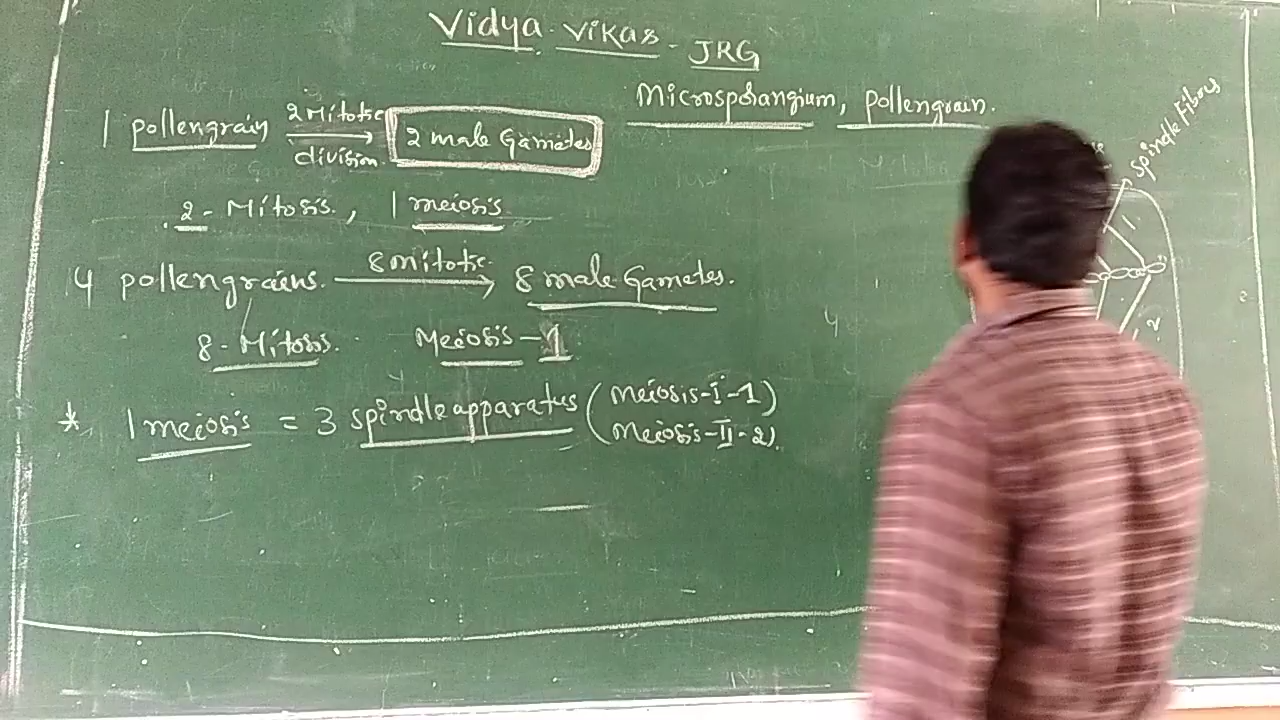 Vidya Vikas - JRG
Microsporangium, pollengrain.
1 pollengrain 2 Mitotic division 2 male Gametes
2 - Mitosis, 1 meiosis
4 pollengrains 8 mitotic 8 male Gametes.
8 - Mitosis. Meiosis - 1
* 1 meiosis = 3 spindle apparatus (Meiosis-I-1)
(Meiosis-II-2)
spindle Fibres